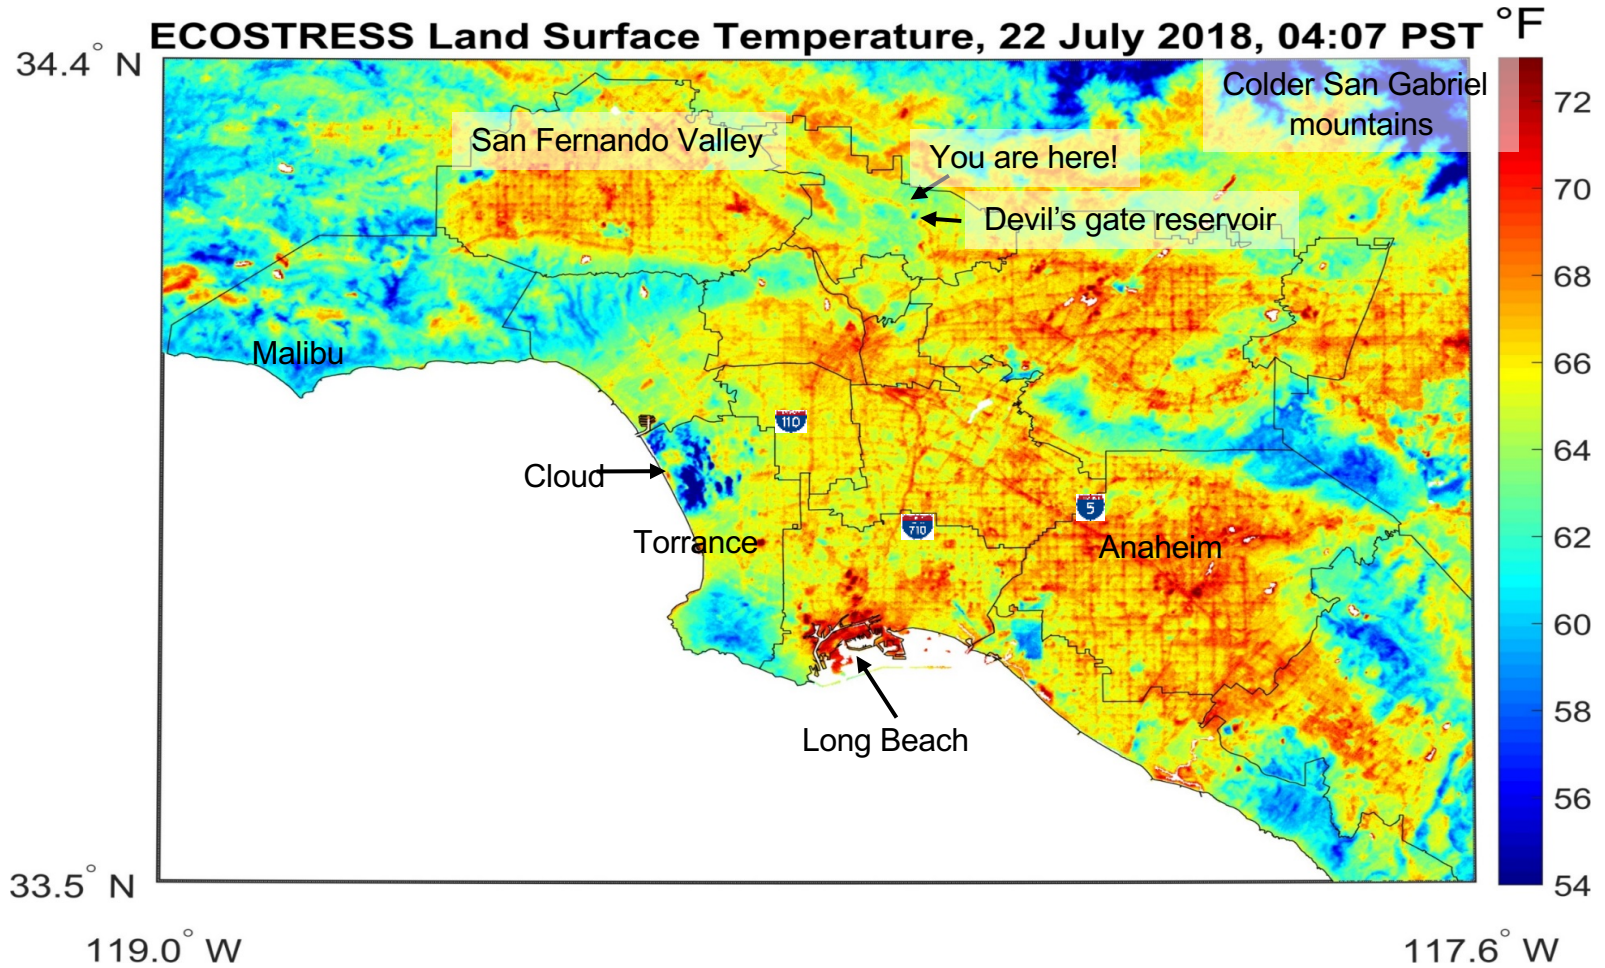 ECOSTRESS Land Surface Temperature, 22 July 2018, 04:07 PST
°F
34.4° N
Colder San Gabriel
mountains
72
San Fernando Valley
You are here!
70
Devil's gate reservoir
68
Malibu
66
110
64
Cloud
5
710
62
Torrance
Anaheim
60
Long Beach
58
56
33.5° N
54
119.0° W
117.6° W